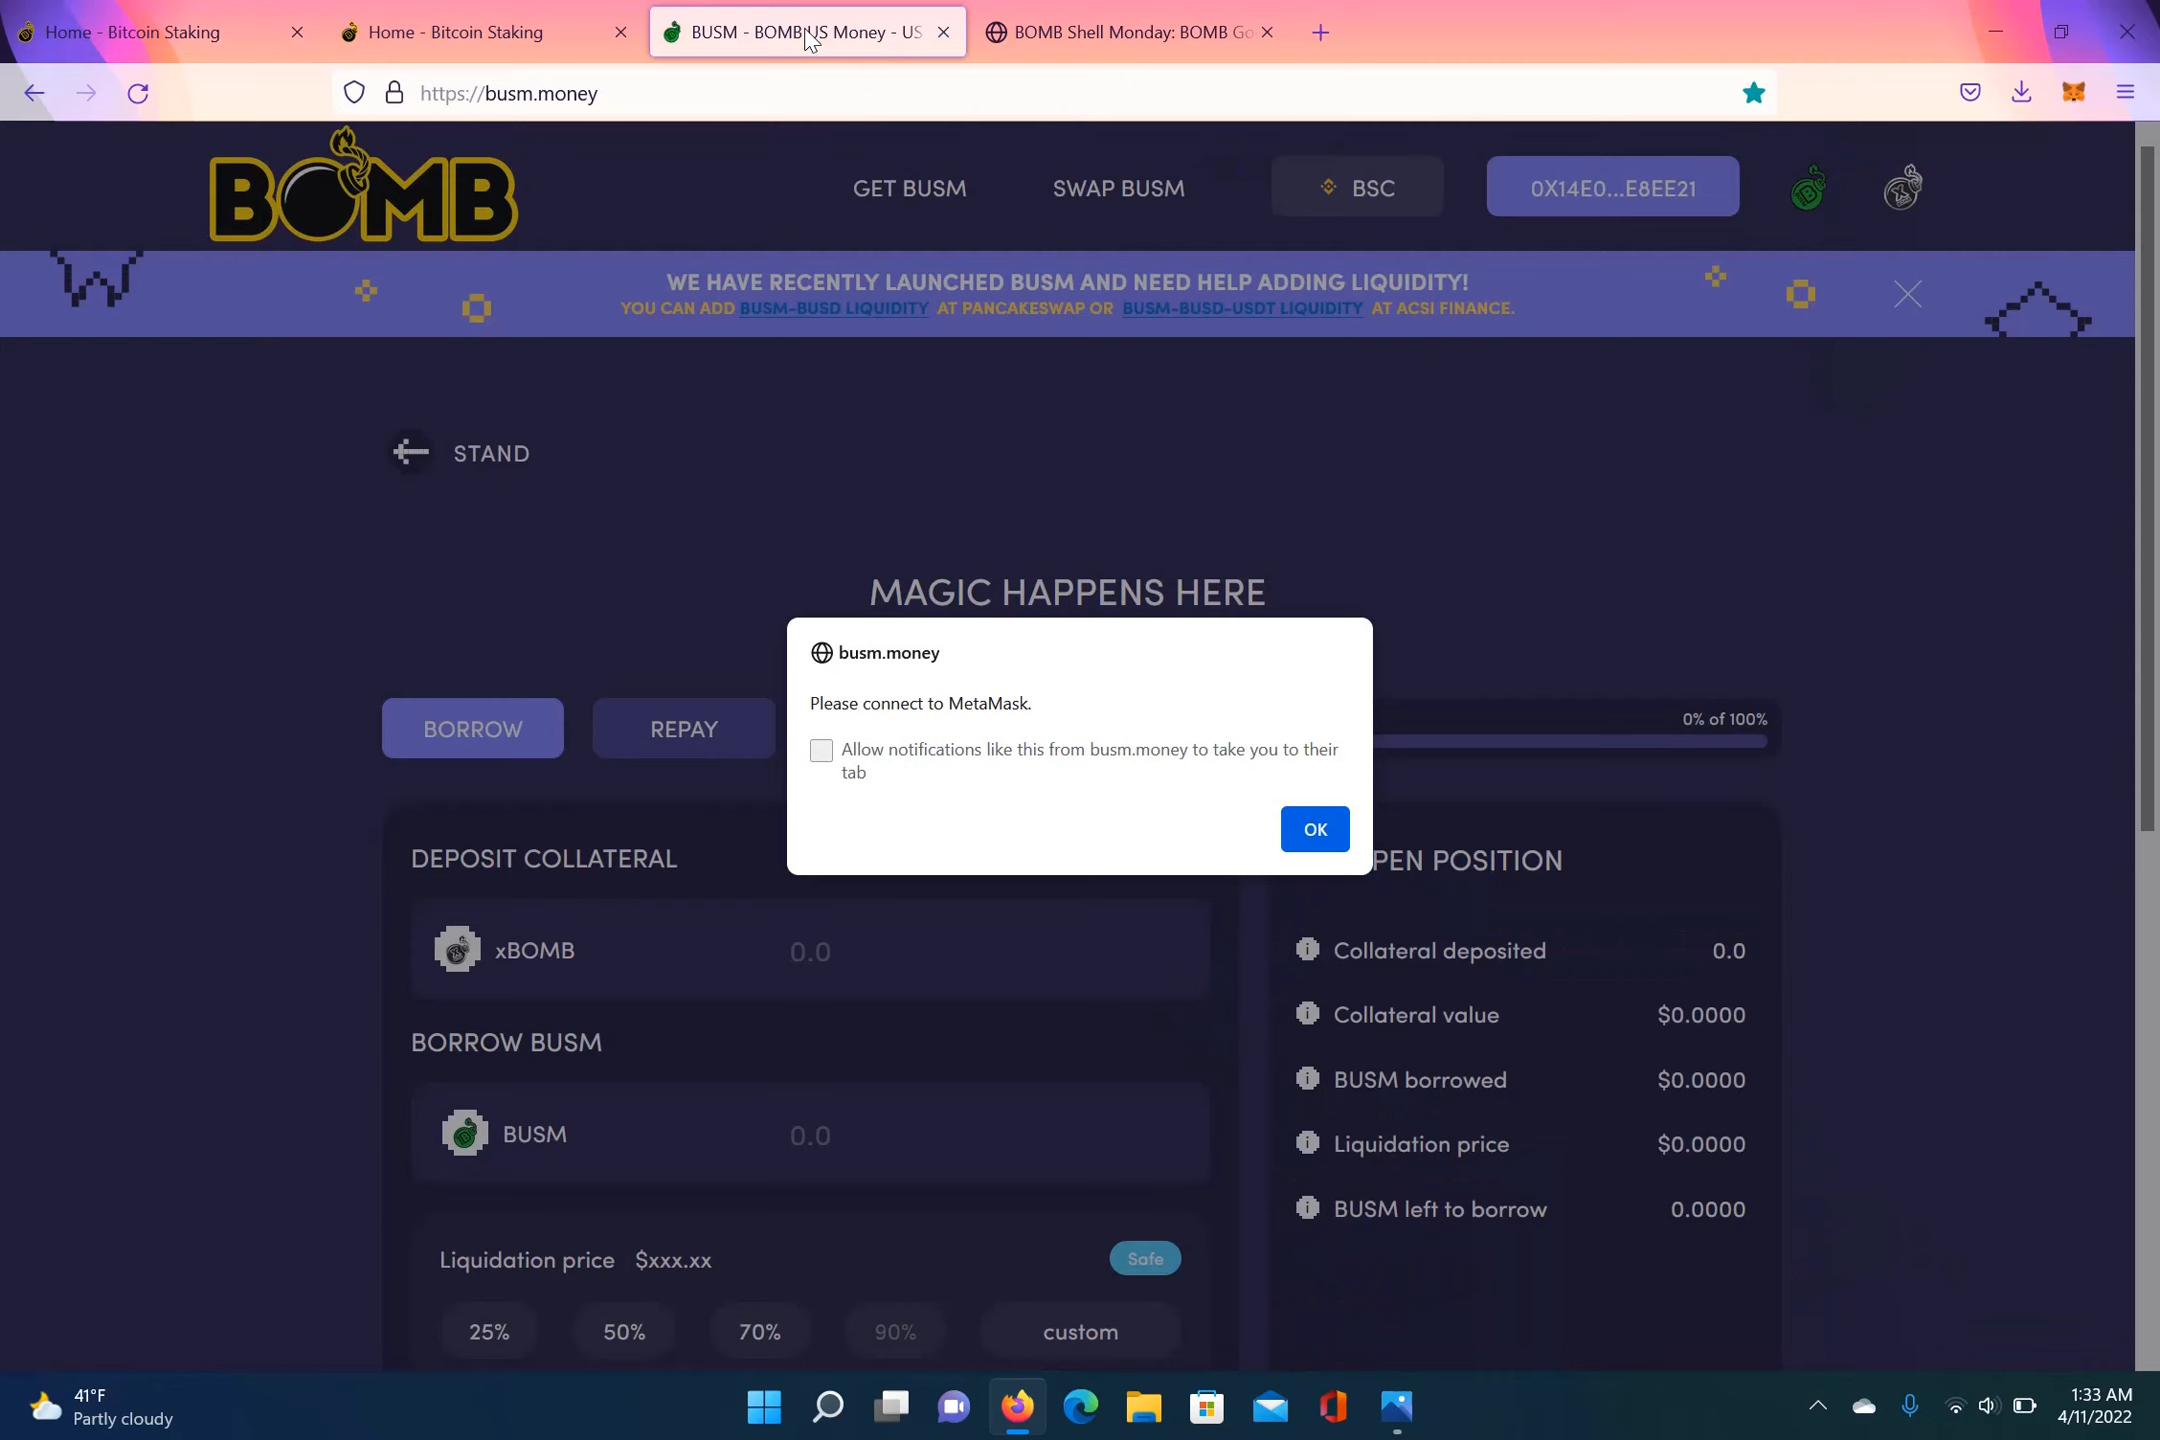 Home - Bitcoin Staking
Home - Bitcoin Staking
BUSM - BOMB US Money - US
BOMB Shell Monday: BOMB Go
https://busm.money
BOMB
GET BUSM
SWAP BUSM
BSC
0X14E0...E8EE21
WE HAVE RECENTLY LAUNCHED BUSM AND NEED HELP ADDING LIQUIDITY!
YOU CAN ADD BUSM-BUSD LIQUIDITY AT PANCAKESWAP OR BUSM-BUSD-USDT LIQUIDITY AT ACSI FINANCE.
STAND
MAGIC HAPPENS HERE
busm.money
Please connect to MetaMask.
Allow notifications like this from busm.money to take you to their
tab
OK
BORROW
REPAY
0% of 100%
DEPOSIT COLLATERAL
xBOMB
0.0
BORROW BUSM
BUSM
0.0
Liquidation price $xxx.xx
Safe
25%
50%
70%
90%
custom
PEN POSITION
Collateral deposited 0.0
Collateral value $0.0000
BUSM borrowed $0.0000
Liquidation price $0.0000
BUSM left to borrow 0.0000
41°F
Partly cloudy
1:33 AM
4/11/2022